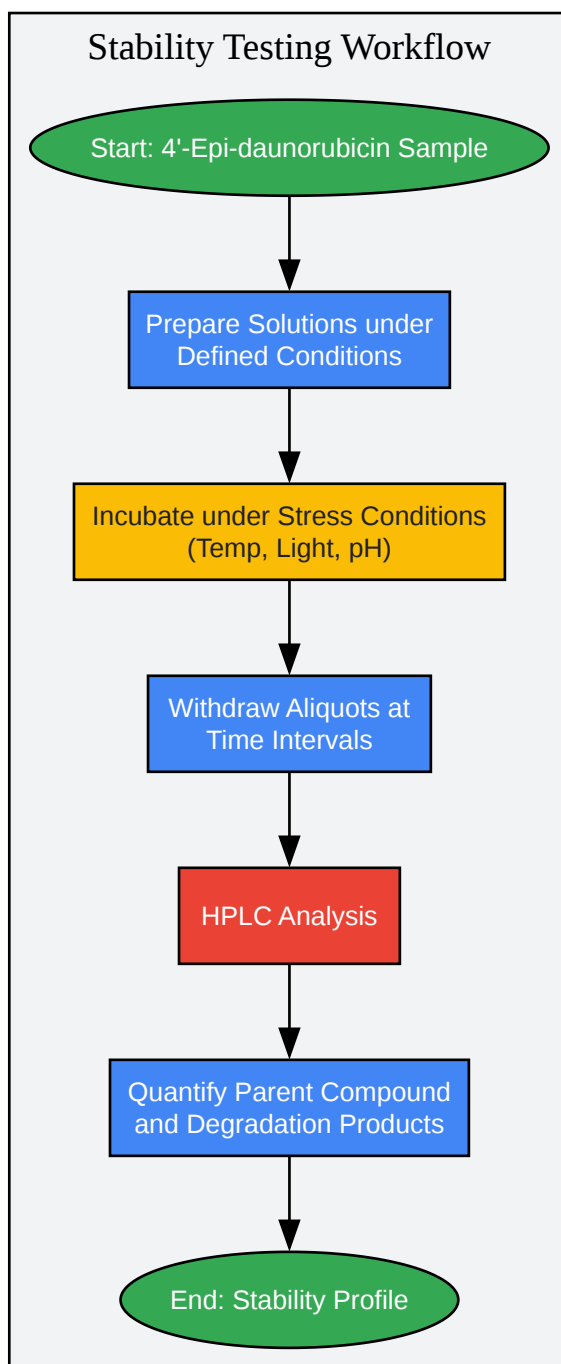 Stability Testing Workflow
Start: 4'-Epi-daunorubicin Sample
Prepare Solutions under
Defined Conditions
Incubate under Stress Conditions
(Temp, Light, pH)
Withdraw Aliquots at
Time Intervals
HPLC Analysis
Quantify Parent Compound
and Degradation Products
End: Stability Profile